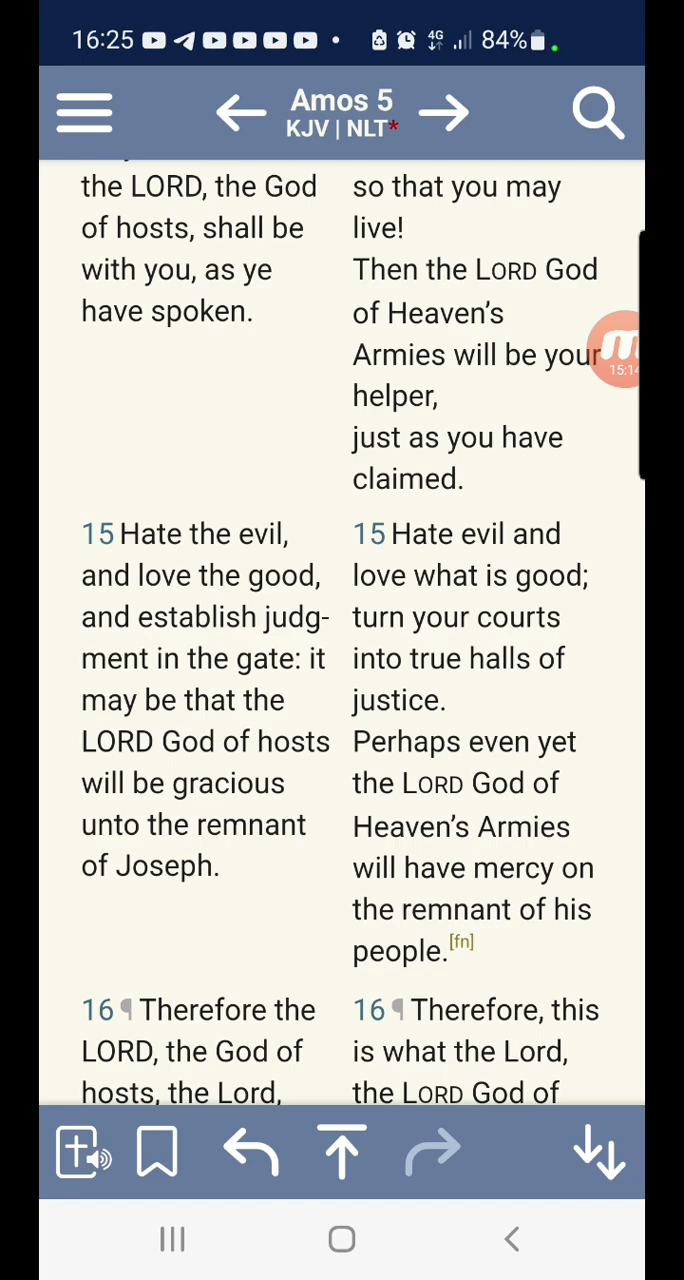 16:25 4G 84%
Amos 5
KJV | NLT*
the LORD, the God
of hosts, shall be
with you, as ye
have spoken.
so that you may
live!
Then the LORD God
of Heaven's
Armies will be your
helper,
just as you have
claimed.
15:14
15 Hate the evil,
and love the good,
and establish judg-
ment in the gate: it
may be that the
LORD God of hosts
will be gracious
unto the remnant
of Joseph.
15 Hate evil and
love what is good;
turn your courts
into true halls of
justice.
Perhaps even yet
the LORD God of
Heaven's Armies
will have mercy on
the remnant of his
people.[fn]
16 ¶ Therefore the
LORD, the God of
hosts, the Lord,
16 ¶ Therefore, this
is what the Lord,
the LORD God of